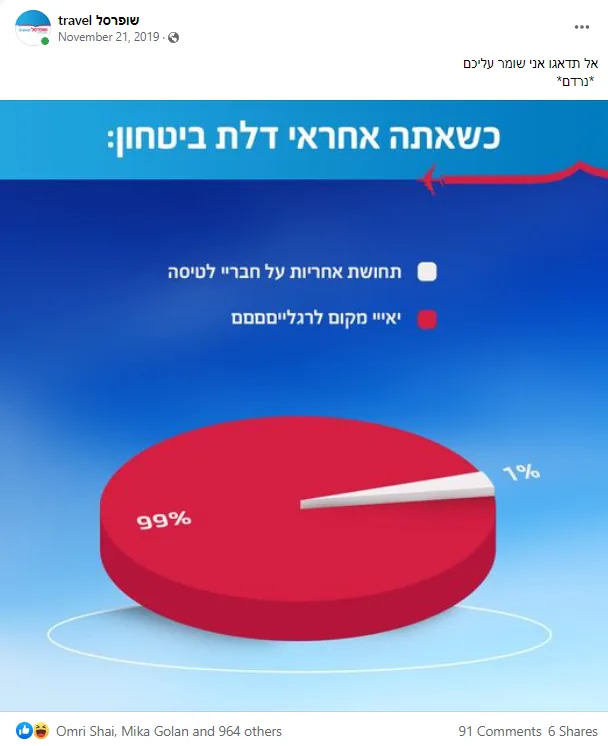 שופרסל travel
November 21, 2019
אל תדאגו אני שומר עליכם
*נרדם*
כשאתה אחראי דלת ביטחון:
תחושת אחריות על חבריי לטיסה
יאייי מקום לרגלייםםםם
1%
99%
Omri Shai, Mika Golan and 964 others
91 Comments 6 Shares